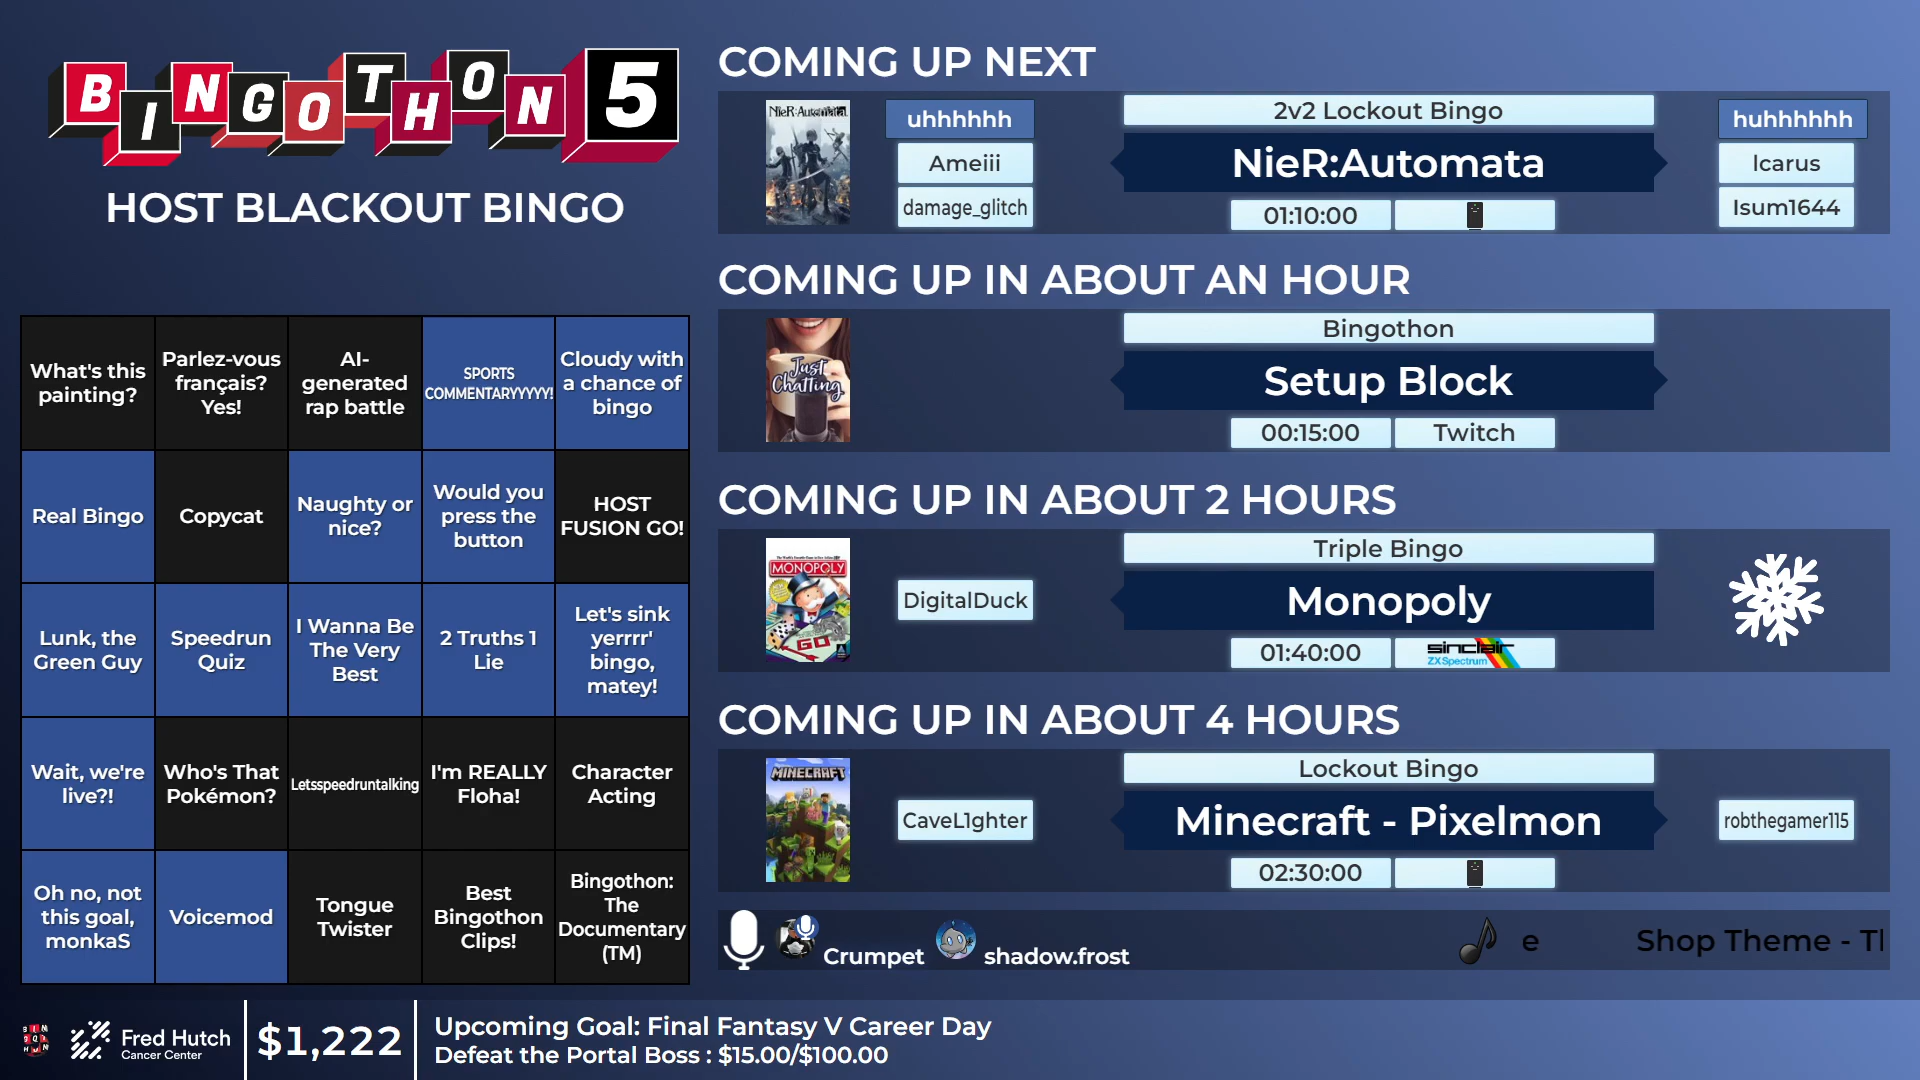 BINGOTHON 5
HOST BLACKOUT BINGO
What's this
painting?
Parlez-vous
français?
Yes!
AI-
generated
rap battle
SPORTS
COMMENTARYYYYY!
Cloudy with
a chance of
bingo
Real Bingo
Copycat
Naughty or
nice?
Would you
press the
button
HOST
FUSION GO!
Lunk, the
Green Guy
Speedrun
Quiz
I Wanna Be
The Very
Best
2 Truths 1
Lie
Let's sink
yerrrr'
bingo,
matey!
Wait, we're
live?!
Who's That
Pokémon?
Letsspeedruntalking
I'm REALLY
Floha!
Character
Acting
Oh no, not
this goal,
monkaS
Voicemod
Tongue
Twister
Best
Bingothon
Clips!
Bingothon:
The
Documentary
(TM)
COMING UP NEXT
NieR:Automata
uhhhhhh
Ameiii
damage_glitch
2v2 Lockout Bingo
NieR:Automata
01:10:00
huhhhhhh
Icarus
Isum1644
COMING UP IN ABOUT AN HOUR
Just
Chatting
Bingothon
Setup Block
00:15:00
Twitch
COMING UP IN ABOUT 2 HOURS
MONOPOLY
GO
DigitalDuck
Triple Bingo
Monopoly
01:40:00
sinclair
ZX Spectrum
COMING UP IN ABOUT 4 HOURS
MINECRAFT
CaveL1ghter
Lockout Bingo
Minecraft - Pixelmon
02:30:00
robthegamer115
Crumpet
shadow.frost
e
Shop Theme - Tl
Fred Hutch
Cancer Center
$1,222
Upcoming Goal: Final Fantasy V Career Day
Defeat the Portal Boss : $15.00/$100.00